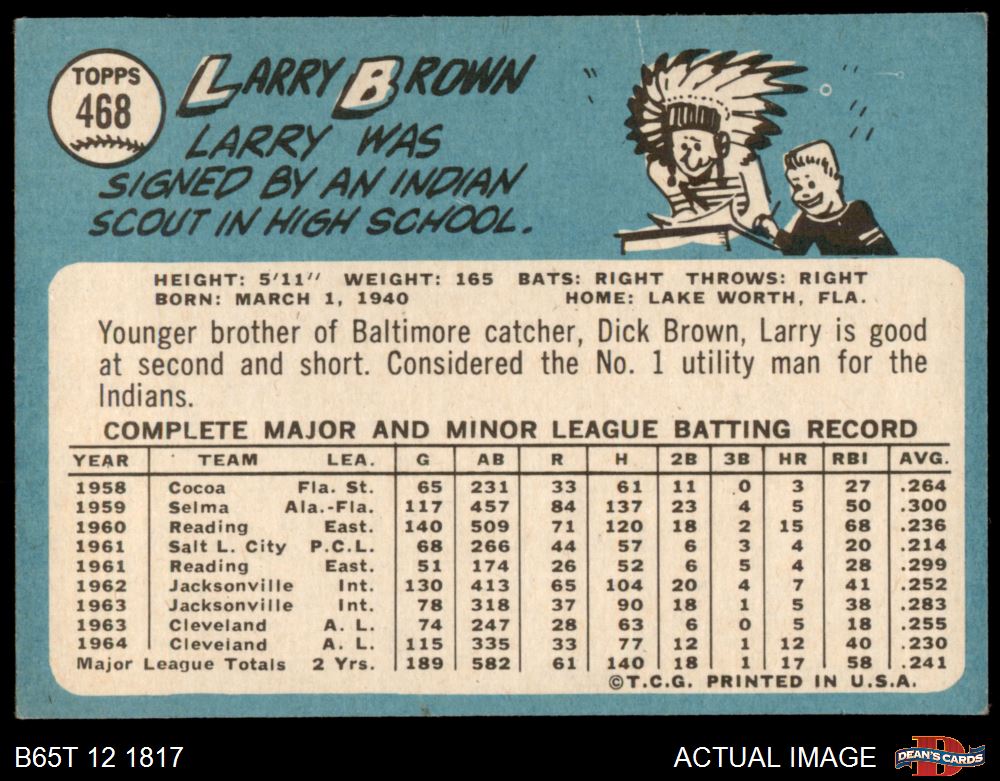 TOPPS
468
LARRY BROWN
LARRY WAS
SIGNED BY AN INDIAN
SCOUT IN HIGH SCHOOL.
HEIGHT: 5'11" WEIGHT: 165 BATS: RIGHT THROWS: RIGHT
BORN: MARCH 1, 1940 HOME: LAKE WORTH, FLA.
Younger brother of Baltimore catcher, Dick Brown, Larry is good
at second and short. Considered the No. 1 utility man for the
Indians.
COMPLETE MAJOR AND MINOR LEAGUE BATTING RECORD
YEAR TEAM LEA. G AB R H 2B 3B HR RBI AVG.
1958 Cocoa Fla. St. 65 231 33 61 11 0 3 27 .264
1959 Selma Ala.-Fla. 117 457 84 137 23 4 5 50 .300
1960 Reading East. 140 509 71 120 18 2 15 68 .236
1961 Salt L. City P.C.L. 68 266 44 57 6 3 4 20 .214
1961 Reading East. 51 174 26 52 6 5 4 28 .299
1962 Jacksonville Int. 130 413 65 104 20 4 7 41 .252
1963 Jacksonville Int. 78 318 37 90 18 1 5 38 .283
1963 Cleveland A. L. 74 247 28 63 6 0 5 18 .255
1964 Cleveland A. L. 115 335 33 77 12 1 12 40 .230
Major League Totals 2 Yrs. 189 582 61 140 18 1 17 58 .241
©T.C.G. PRINTED IN U.S.A.
B65T 12 1817
ACTUAL IMAGE
D
DEAN'S CARDS